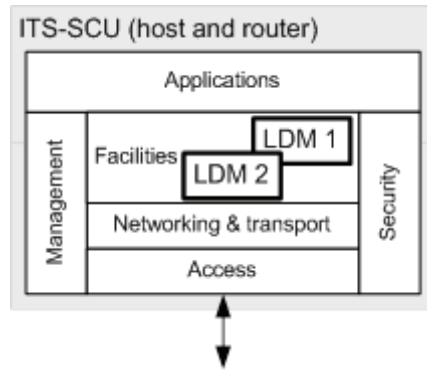 ITS-SCU (host and router)
Applications
Management
Facilities
LDM 1
LDM 2
Security
Networking & transport
Access